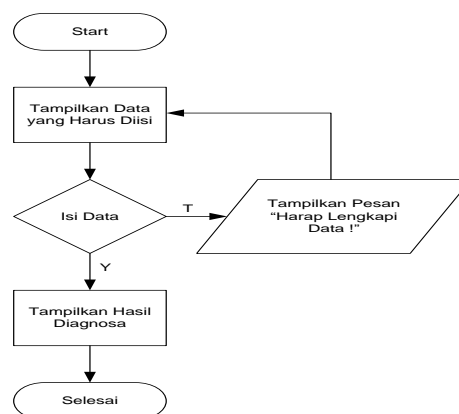 Start
Tampilkan Data
yang Harus Diisi
Isi Data
T
Tampilkan Pesan
“Harap Lengkapi
Data !”
Y
Tampilkan Hasil
Diagnosa
Selesai